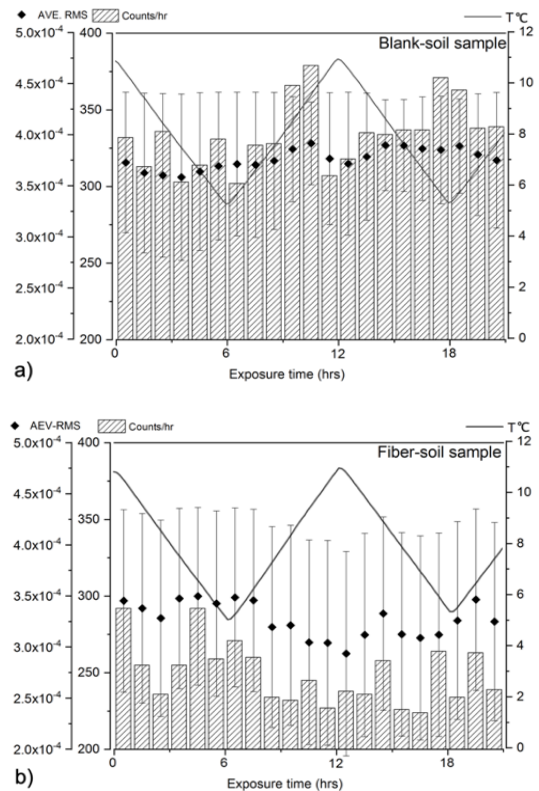 AVE. RMS Counts/hr T℃
Blank-soil sample
5.0x10-4 400 12
4.5x10-4 350 10
4.0x10-4 8
3.5x10-4 300 6
3.0x10-4 250 4
2.5x10-4 2
2.0x10-4 200 0
0 6 12 18
a) Exposure time (hrs)
AEV-RMS Counts/hr T℃
Fiber-soil sample
5.0x10-4 400 12
4.5x10-4 350 10
4.0x10-4 8
3.5x10-4 300 6
3.0x10-4 250 4
2.5x10-4 2
2.0x10-4 200 0
0 6 12 18
b) Exposure time (hrs)